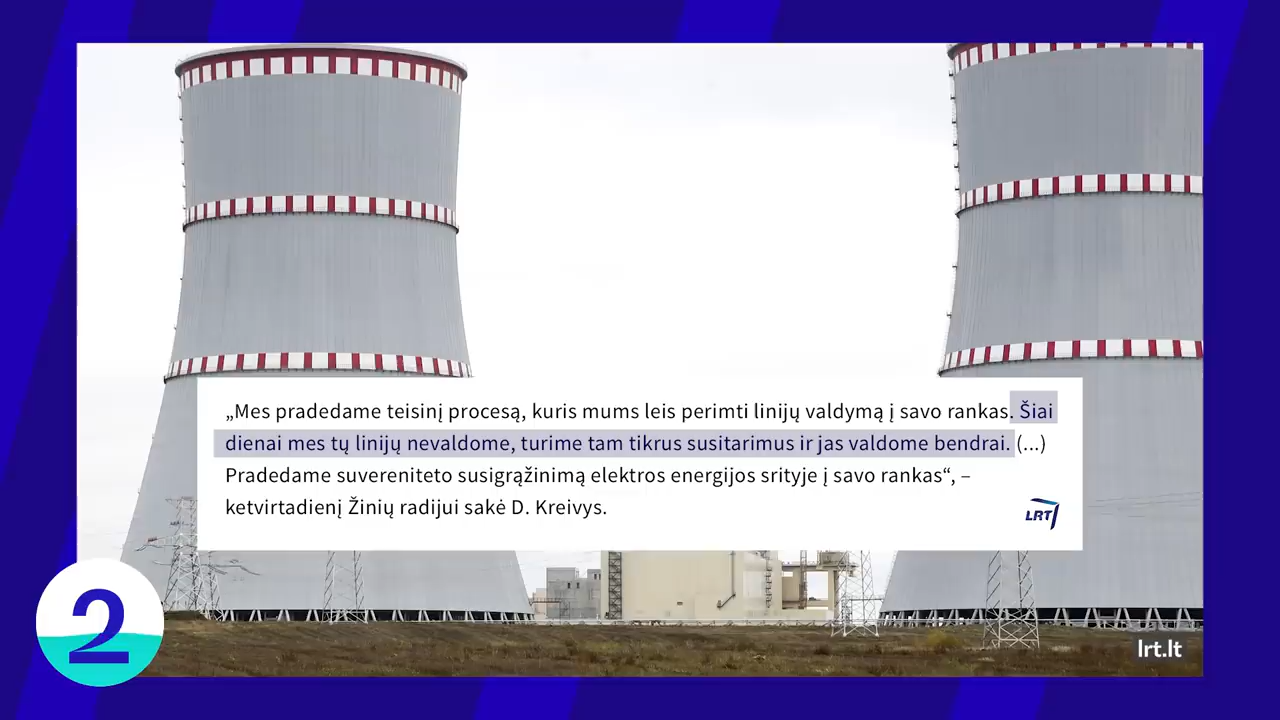 „Mes pradedame teisinį procesą, kuris mums leis perimti linijų valdymą į savo rankas. Šiai
dienai mes tų linijų nevaldome, turime tam tikrus susitarimus ir jas valdome bendrai. (...)
Pradedame suvereniteto susigrąžinimą elektros energijos srityje į savo rankas“, –
ketvirtadienį Žinių radijui sakė D. Kreivys.
LRT
2
lrt.lt